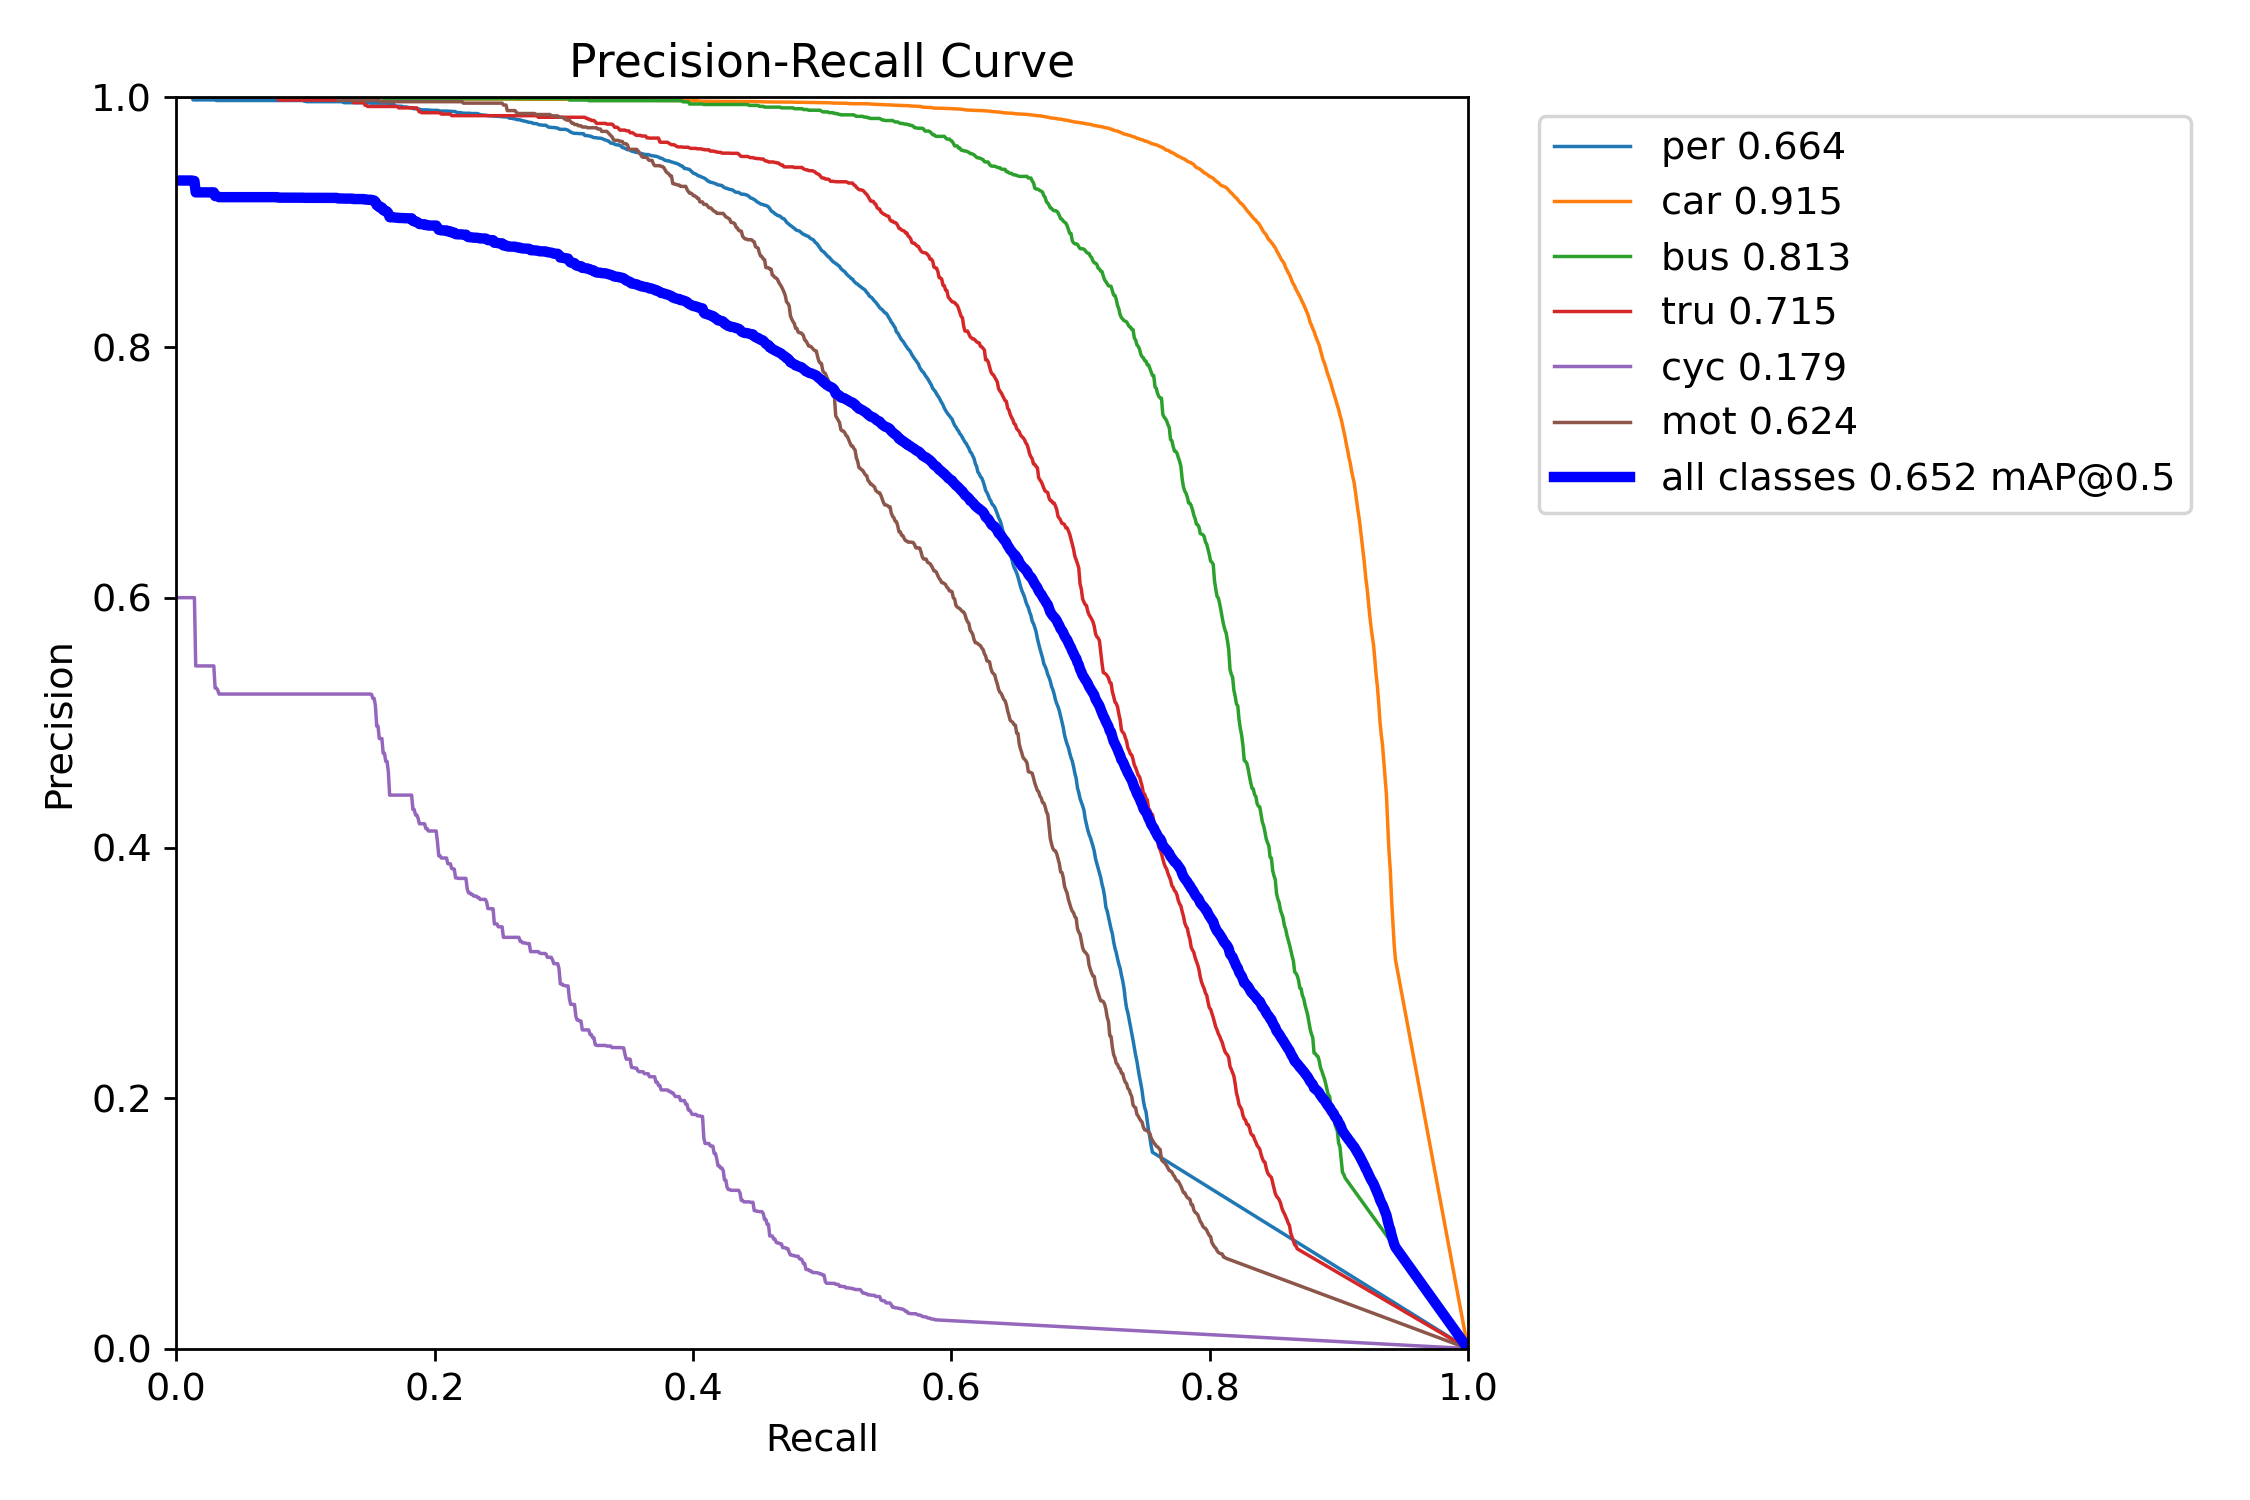 Precision-Recall Curve
1.0
0.8
0.6
0.4
0.2
0.0
Precision
0.0 0.2 0.4 0.6 0.8 1.0
Recall
per 0.664
car 0.915
bus 0.813
tru 0.715
cyc 0.179
mot 0.624
all classes 0.652 mAP@0.5